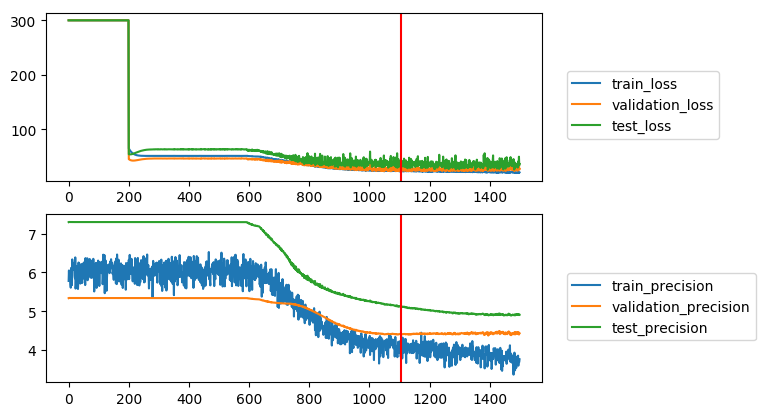 300
200
100
0 200 400 600 800 1000 1200 1400
train_loss
validation_loss
test_loss
7
6
5
4
0 200 400 600 800 1000 1200 1400
train_precision
validation_precision
test_precision